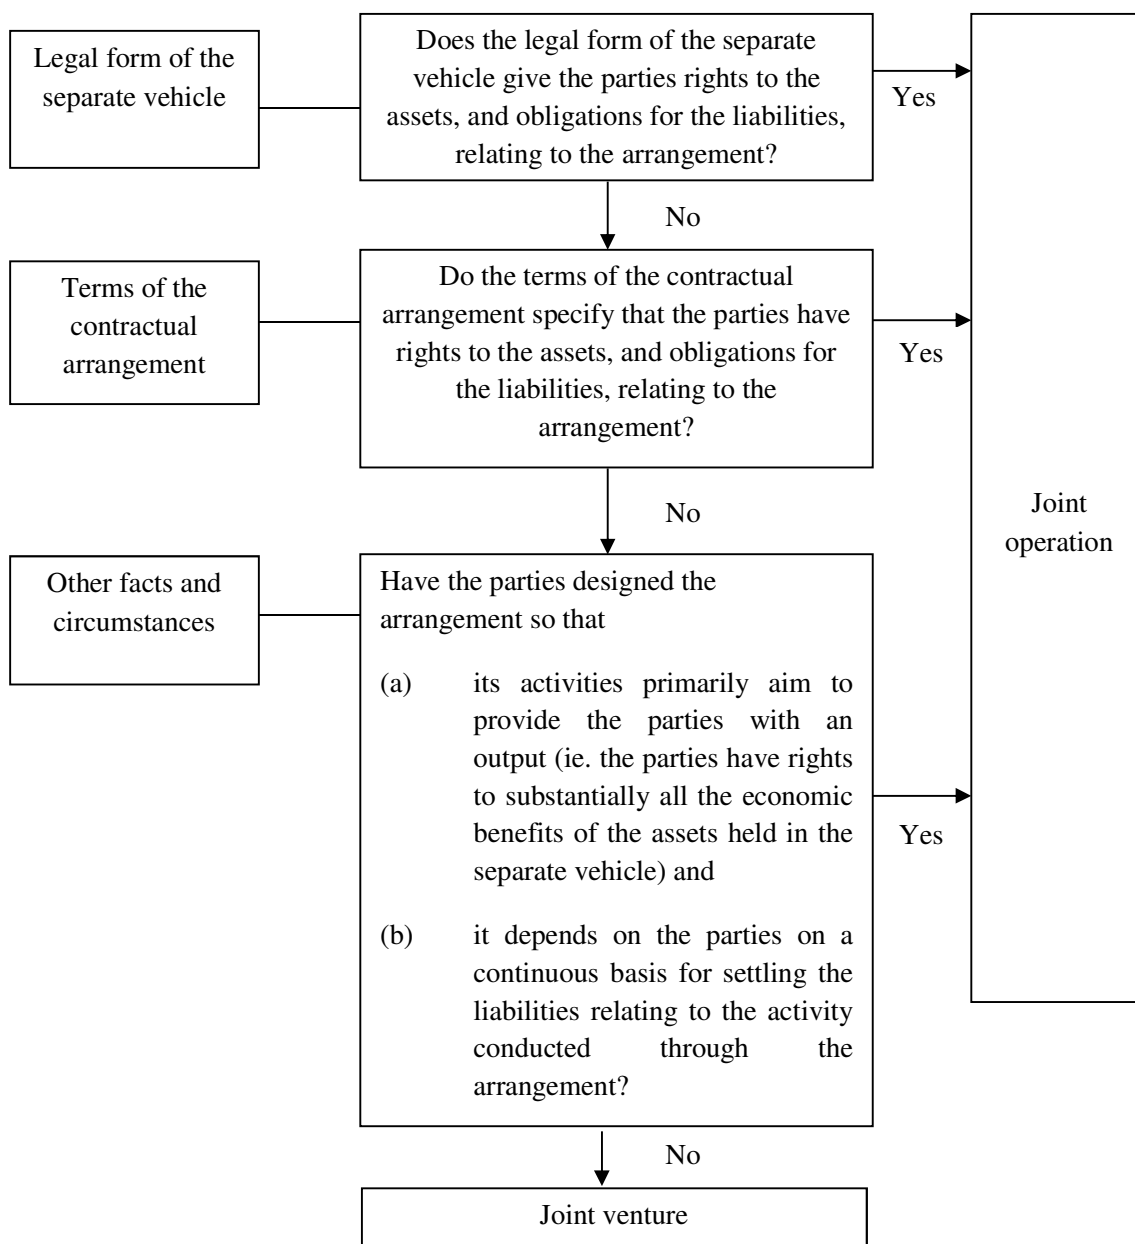 Legal form of the
separate vehicle
Does the legal form of the separate
vehicle give the parties rights to the
assets, and obligations for the liabilities,
relating to the arrangement?
Yes
No
Terms of the
contractual
arrangement
Do the terms of the contractual
arrangement specify that the parties have
rights to the assets, and obligations for
the liabilities, relating to the
arrangement?
Yes
No
Joint
operation
Other facts and
circumstances
Have the parties designed the
arrangement so that
(a) its activities primarily aim to
provide the parties with an
output (ie. the parties have rights
to substantially all the economic
benefits of the assets held in the
separate vehicle) and
Yes
(b) it depends on the parties on a
continuous basis for settling the
liabilities relating to the activity
conducted through the
arrangement?
No
Joint venture